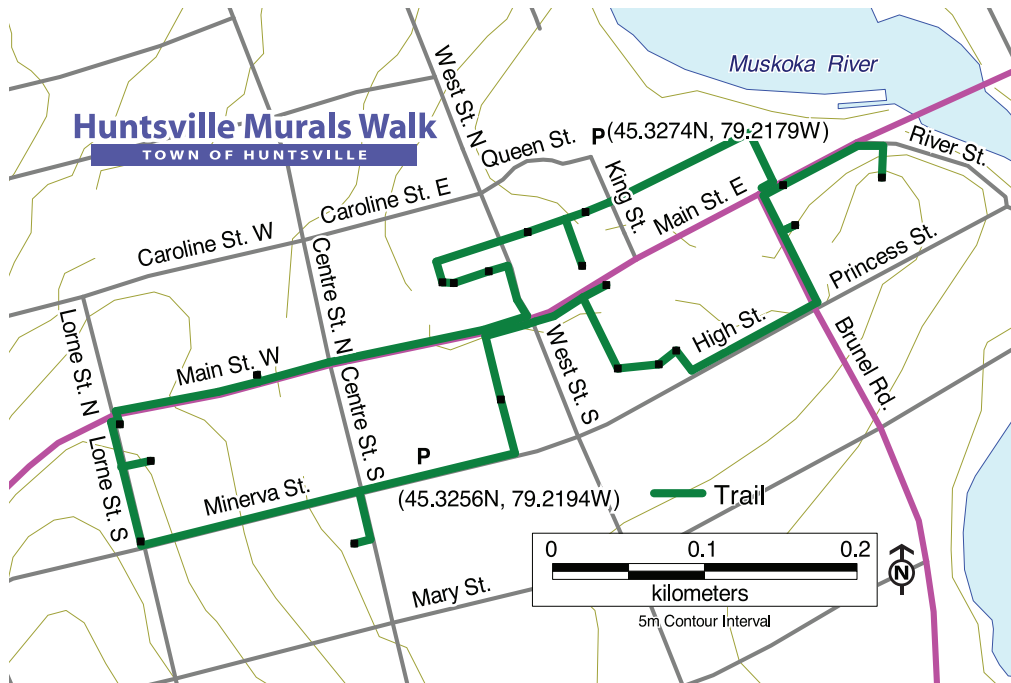 Muskoka River
Huntsville Murals Walk
TOWN OF HUNTSVILLE
West St. N
Queen St.
P (45.3274N, 79.2179W)
River St.
King St.
Main St. E
Caroline St. E
Caroline St. W
Princess St.
Centre St. N
Lorne St. N
High St.
Brunel Rd.
Main St. W
West St. S
Centre St. S
Lorne St. S
P
Minerva St.
(45.3256N, 79.2194W)
Trail
Mary St.
0 0.1 0.2
kilometers
N
5m Contour Interval